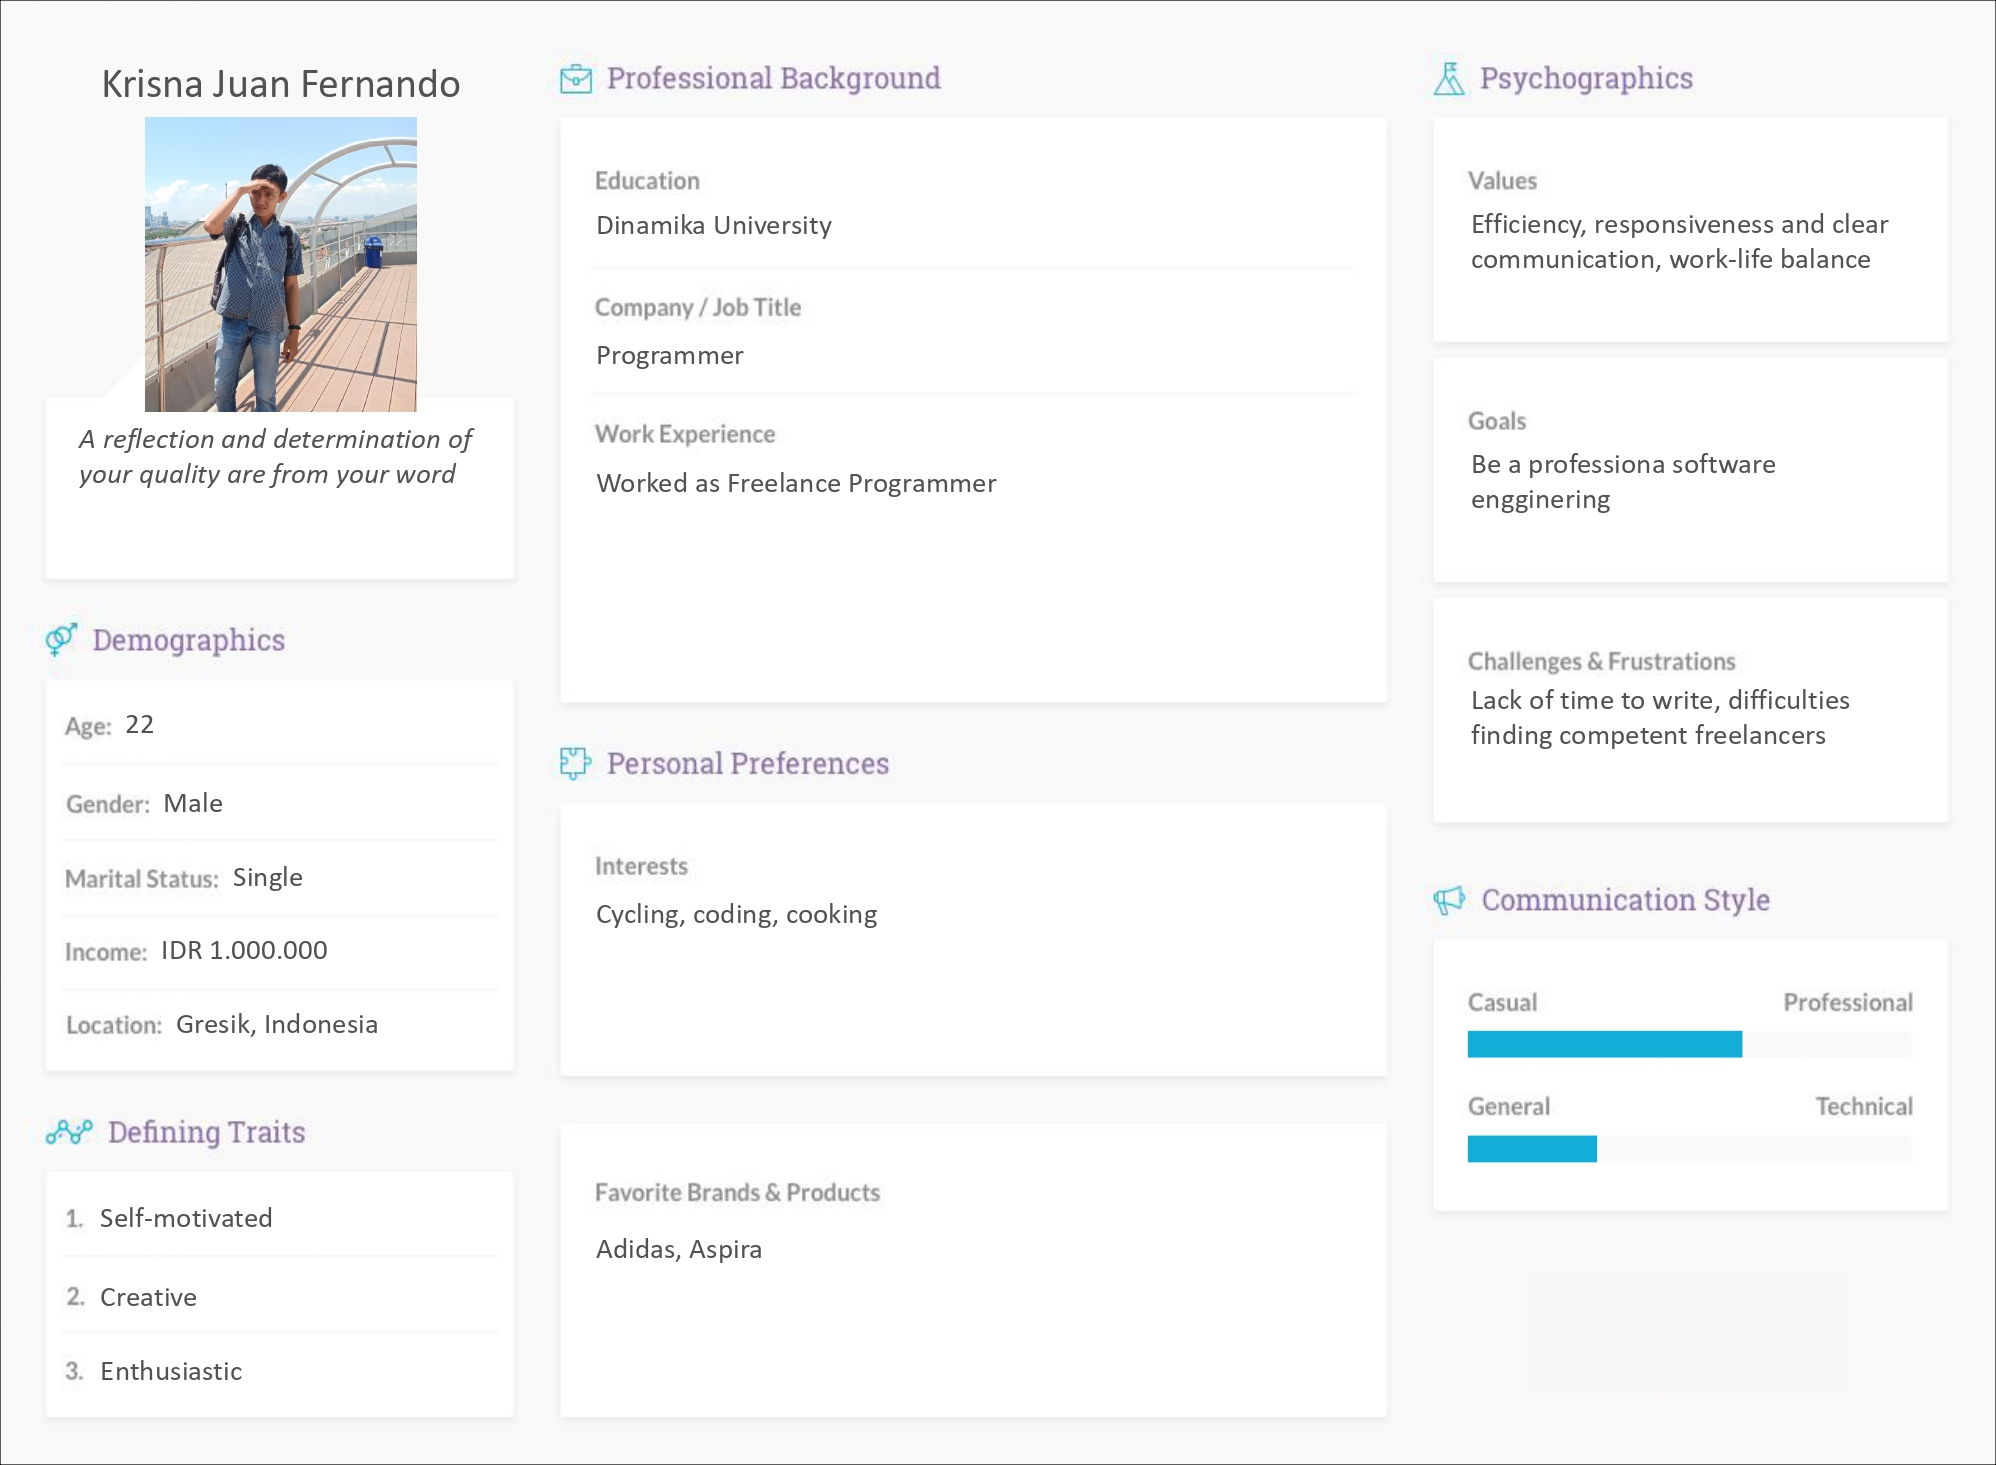 Krisna Juan Fernando
A reflection and determination of
your quality are from your word
Demographics
Age: 22
Gender: Male
Marital Status: Single
Income: IDR 1.000.000
Location: Gresik, Indonesia
Defining Traits
1. Self-motivated
2. Creative
3. Enthusiastic
Professional Background
Education
Dinamika University
Company / Job Title
Programmer
Work Experience
Worked as Freelance Programmer
Personal Preferences
Interests
Cycling, coding, cooking
Favorite Brands & Products
Adidas, Aspira
Psychographics
Values
Efficiency, responsiveness and clear
communication, work-life balance
Goals
Be a professiona software
engginering
Challenges & Frustrations
Lack of time to write, difficulties
finding competent freelancers
Communication Style
Casual Professional
General Technical